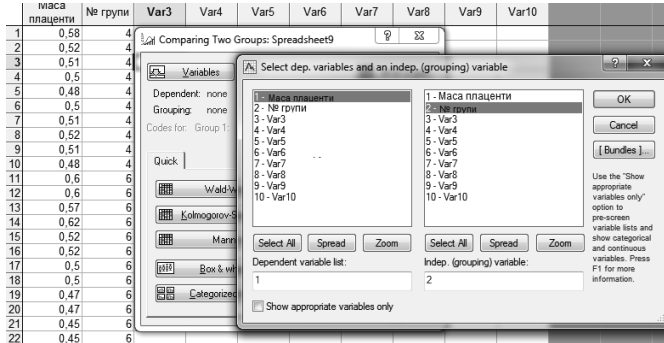 Маса плаценти № групи Var3 Var4 Var5 Var6 Var7 Var8 Var9 Var10
1 0,58 4
2 0,52 4
3 0,51 4
4 0,5 4
5 0,48 4
6 0,5 4
7 0,51 4
8 0,52 4
9 0,51 4
10 0,48 4
11 0,6 6
12 0,6 6
13 0,57 6
14 0,62 6
15 0,52 6
16 0,52 6
17 0,5 6
18 0,5 6
19 0,47 6
20 0,47 6
21 0,45 6
22 0,45 6
Comparing Two Groups: Spreadsheet9
Variables
Dependent: none
Grouping: none
Codes for: Group 1:
Quick
Wald-W
Kolmogorov-S
Mann
Box & wh
Categorized
Select dep. variables and an indep. (grouping) variable
1 - Маса плаценти
2 - № групи
3 - Var3
4 - Var4
5 - Var5
6 - Var6
7 - Var7
8 - Var8
9 - Var9
10 - Var10
Select All Spread Zoom
Dependent variable list:
1
Show appropriate variables only
1 - Маса плаценти
2 - № групи
3 - Var3
4 - Var4
5 - Var5
6 - Var6
7 - Var7
8 - Var8
9 - Var9
10 - Var10
Select All Spread Zoom
Indep. (grouping) variable:
2
OK
Cancel
[ Bundles ]...
Use the "Show
appropriate
variables only"
option to
pre-screen
variable lists and
show categorical
and continuous
variables. Press
F1 for more
information.